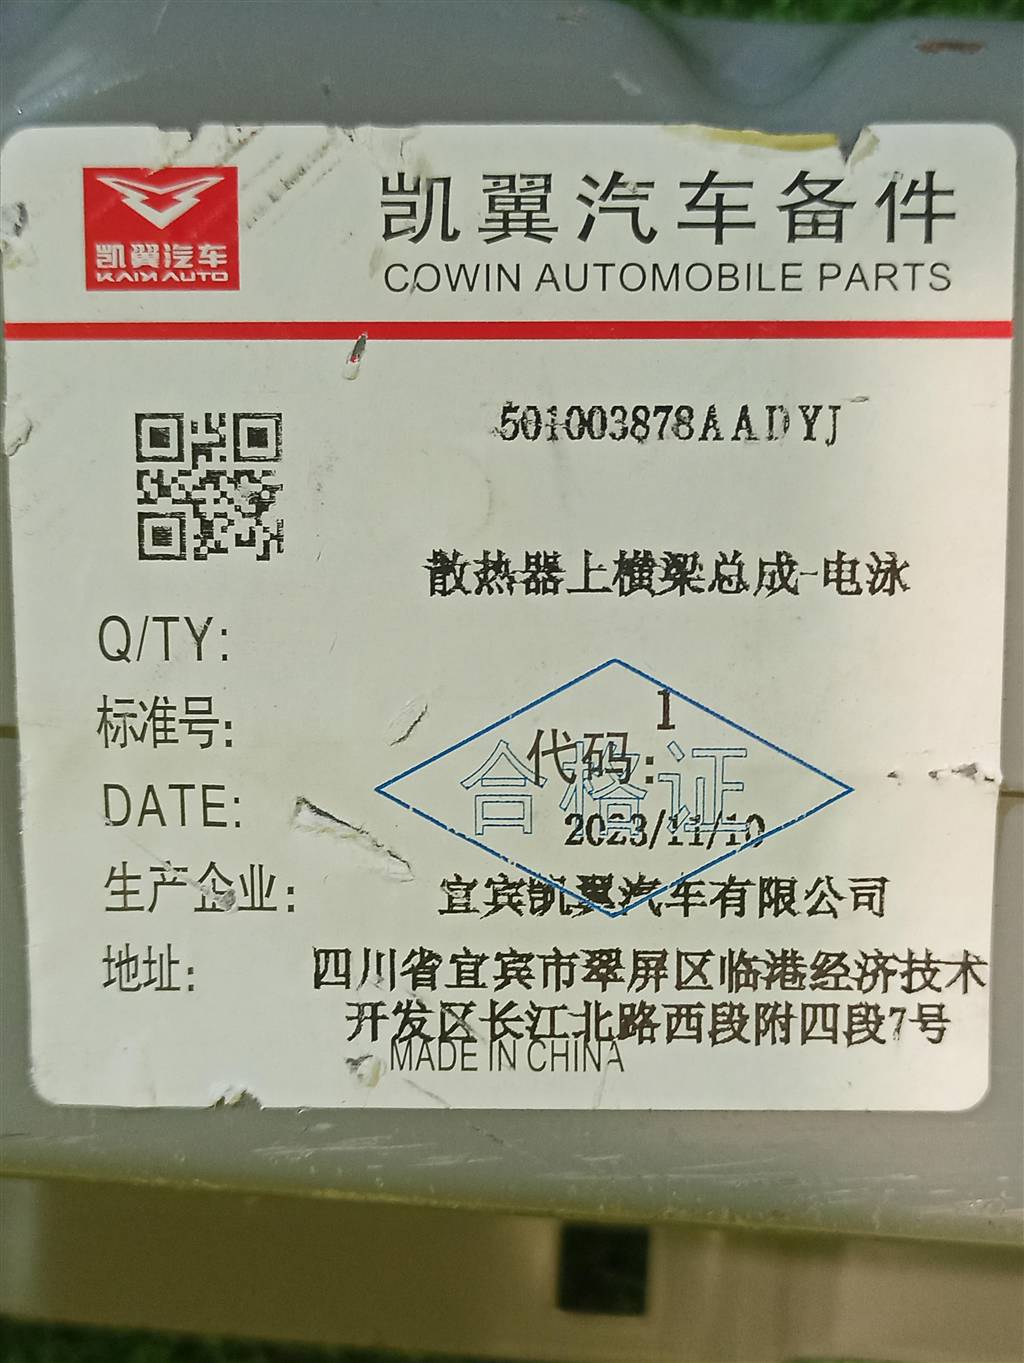 凯翼汽车
KAIYI AUTO
凯翼汽车备件
COWIN AUTOMOBILE PARTS
501003878AADYJ
散热器上横梁总成-电泳
Q/TY:
1
标准号:
代码:
合格证
DATE:
2023/11/10
生产企业:
宜宾凯翼汽车有限公司
地址:
四川省宜宾市翠屏区临港经济技术
开发区长江北路西段附四段7号
MADE IN CHINA